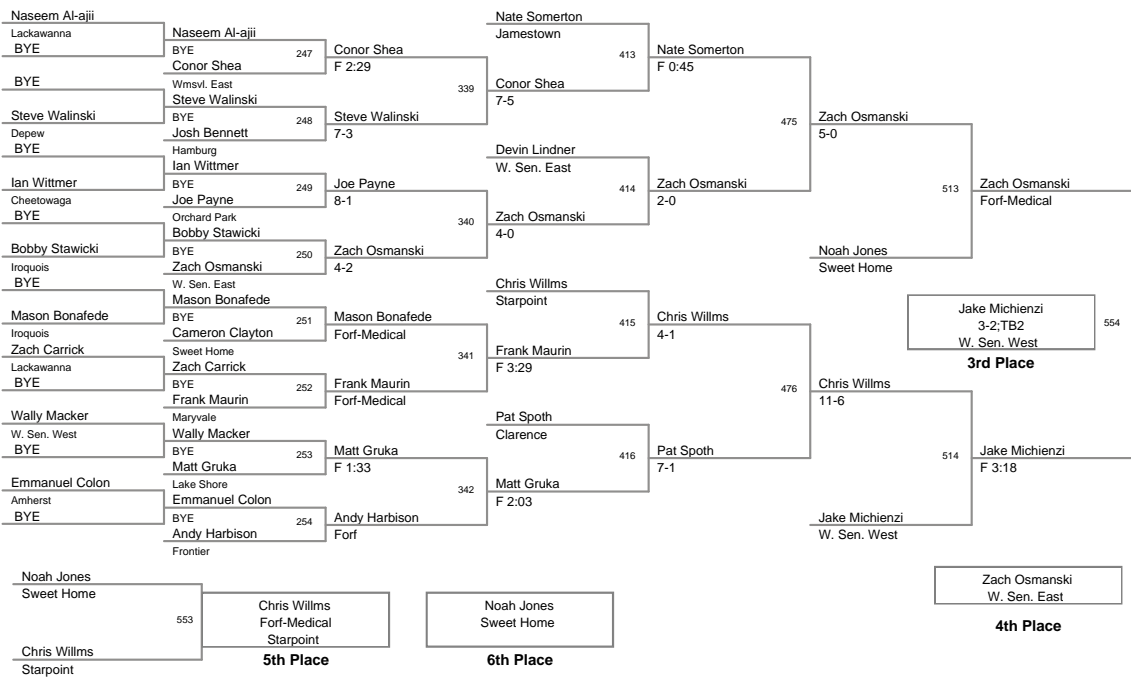 Naseem Al-ajii
Lackawanna
BYE
BYE
Steve Walinski
Depew
BYE
Ian Wittmer
Cheetowaga
BYE
Bobby Stawicki
Iroquois
BYE
Mason Bonafede
Iroquois
Zach Carrick
Lackawanna
BYE
Wally Macker
W. Sen. West
BYE
Emmanuel Colon
Amherst
BYE
Naseem Al-ajii
BYE
247
Conor Shea
Wmsvl. East
Steve Walinski
BYE
248
Josh Bennett
Hamburg
Ian Wittmer
BYE
249
Joe Payne
Orchard Park
Bobby Stawicki
BYE
250
Zach Osmanski
W. Sen. East
Mason Bonafede
BYE
251
Cameron Clayton
Sweet Home
Zach Carrick
BYE
252
Frank Maurin
Maryvale
Wally Macker
BYE
253
Matt Gruka
Lake Shore
Emmanuel Colon
BYE
254
Andy Harbison
Frontier
Conor Shea
F 2:29
339
Steve Walinski
7-3
Joe Payne
8-1
340
Zach Osmanski
4-2
Mason Bonafede
Forf-Medical
341
Frank Maurin
Forf-Medical
Matt Gruka
F 1:33
342
Andy Harbison
Forf
Nate Somerton
Jamestown
413
Conor Shea
7-5
Devin Lindner
W. Sen. East
414
Zach Osmanski
4-0
Chris Willms
Starpoint
415
Frank Maurin
F 3:29
Pat Spoth
Clarence
416
Matt Gruka
F 2:03
Nate Somerton
F 0:45
475
Zach Osmanski
2-0
Chris Willms
4-1
476
Pat Spoth
7-1
Zach Osmanski
5-0
513
Noah Jones
Sweet Home
Chris Willms
11-6
514
Jake Michienzi
W. Sen. West
Zach Osmanski
Forf-Medical
Jake Michienzi
3-2;TB2
W. Sen. West
554
3rd Place
Jake Michienzi
F 3:18
Noah Jones
Sweet Home
553
Chris Willms
Starpoint
Chris Willms
Forf-Medical
Starpoint
5th Place
Noah Jones
Sweet Home
6th Place
Zach Osmanski
W. Sen. East
4th Place